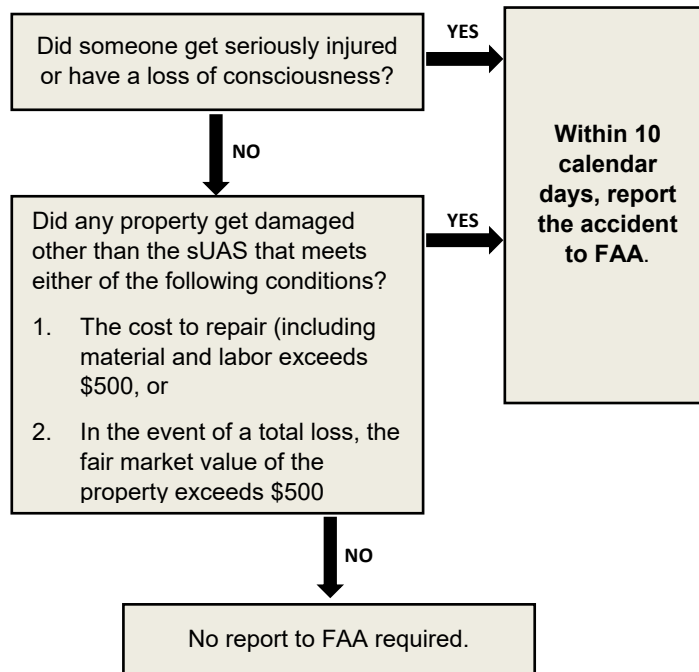 Did someone get seriously injured
or have a loss of consciousness?
YES
Within 10
calendar
days, report
the accident
to FAA.
NO
Did any property get damaged
other than the sUAS that meets
either of the following conditions?
1. The cost to repair (including
material and labor exceeds
$500, or
2. In the event of a total loss, the
fair market value of the
property exceeds $500
YES
NO
No report to FAA required.